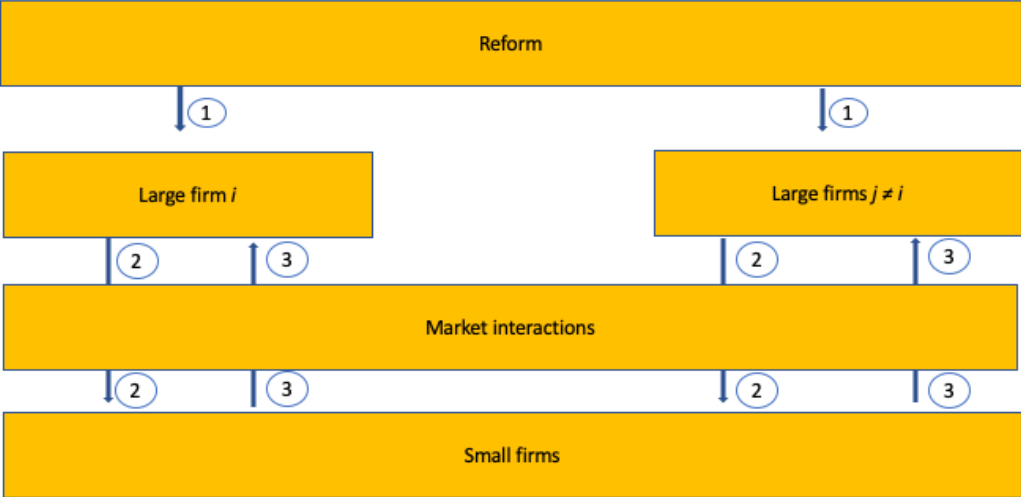 Reform
1
1
Large firm i
Large firms j ≠ i
2
3
2
3
Market interactions
2
3
2
3
Small firms